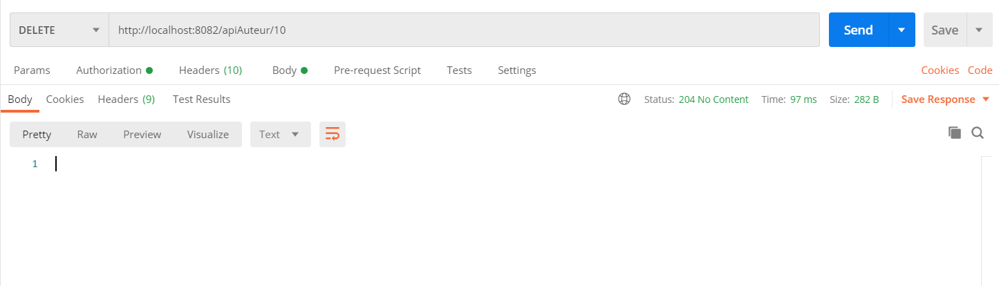 DELETE http://localhost:8082/apiAuteur/10 Send Save
Params Authorization Headers (10) Body Pre-request Script Tests Settings Cookies Code
Body Cookies Headers (9) Test Results Status: 204 No Content Time: 97 ms Size: 282 B Save Response
Pretty Raw Preview Visualize Text
1